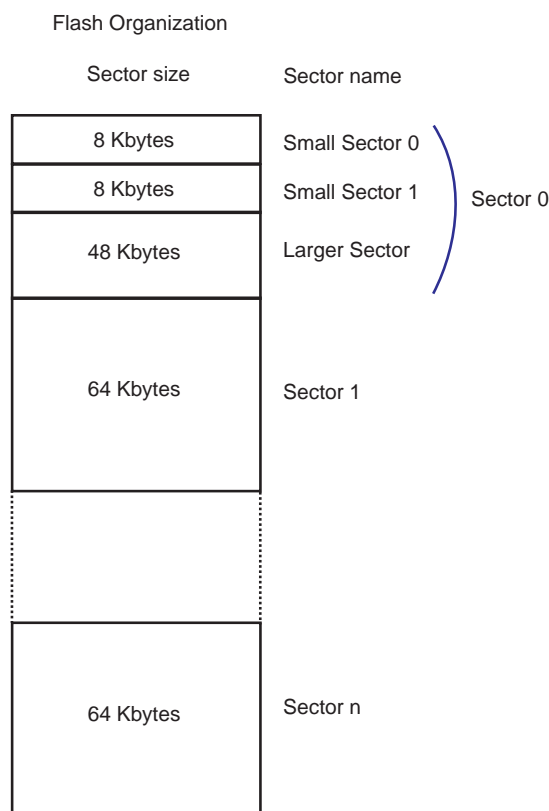 Flash Organization
Sector size Sector name
8 Kbytes Small Sector 0
8 Kbytes Small Sector 1 Sector 0
48 Kbytes Larger Sector
64 Kbytes Sector 1
64 Kbytes Sector n